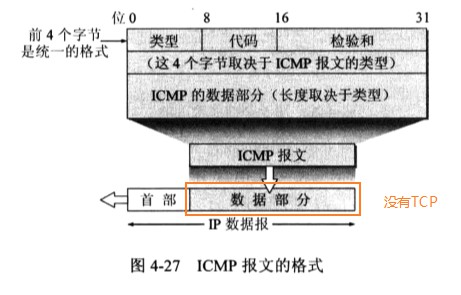 位 0 8 16 31
前 4 个字节
是统一的格式
类型 代码 检验和
(这 4 个字节取决于 ICMP 报文的类型)
ICMP 的数据部分（长度取决于类型）
ICMP 报文
首 部 数 据 部 分 没有TCP
IP 数据报
图 4-27 ICMP 报文的格式